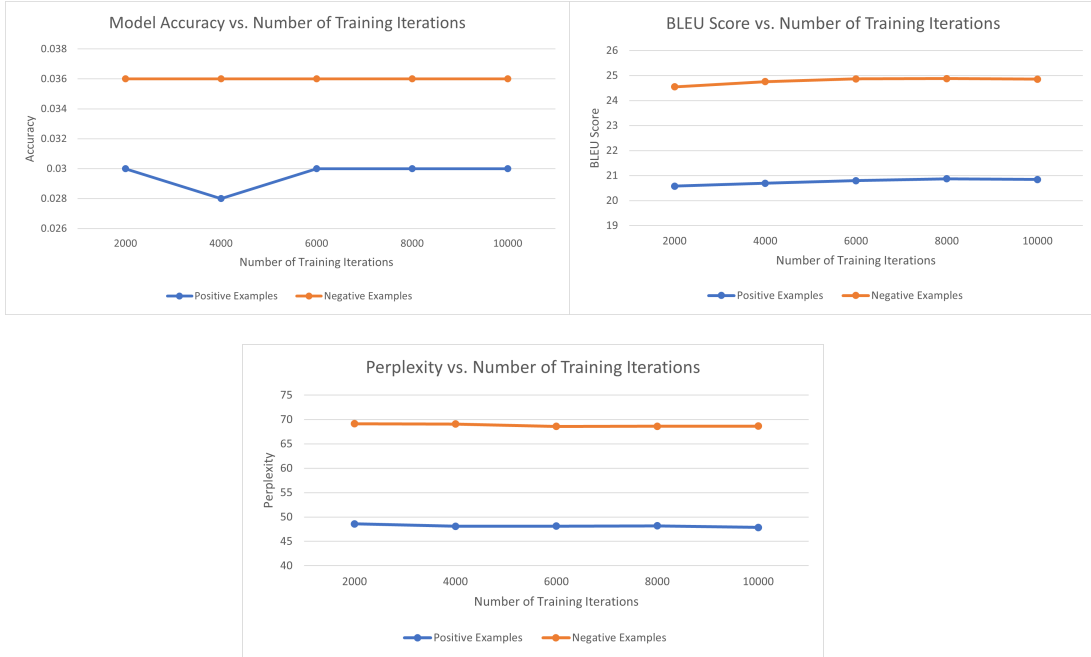 Model Accuracy vs. Number of Training Iterations
0.038
0.036
0.034
0.032
0.03
0.028
0.026
Accuracy
2000 4000 6000 8000 10000
Number of Training Iterations
Positive Examples Negative Examples
BLEU Score vs. Number of Training Iterations
26
25
24
23
22
21
20
19
BLEU Score
2000 4000 6000 8000 10000
Number of Training Iterations
Positive Examples Negative Examples
Perplexity vs. Number of Training Iterations
75
70
65
60
55
50
45
40
Perplexity
2000 4000 6000 8000 10000
Number of Training Iterations
Positive Examples Negative Examples